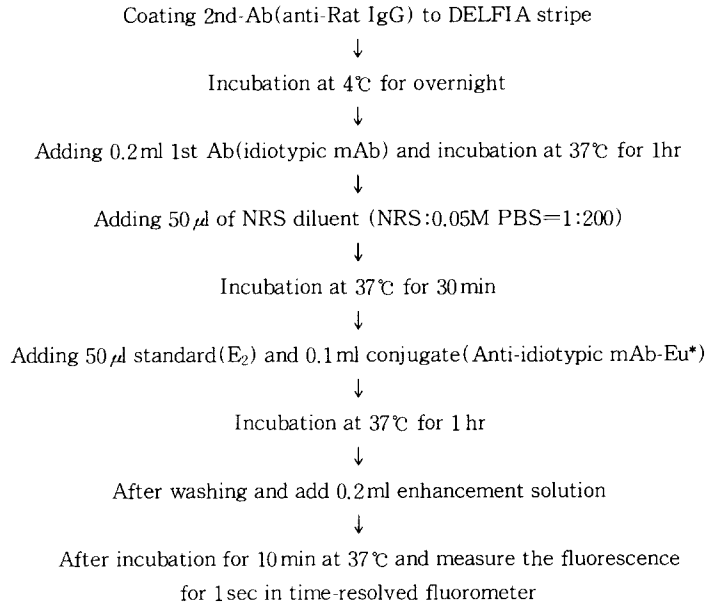 Coating 2nd-Ab(anti-Rat IgG) to DELFIA stripe
↓
Incubation at 4℃ for overnight
↓
Adding 0.2ml 1st Ab(idiotypic mAb) and incubation at 37℃ for 1hr
↓
Adding 50㎕ of NRS diluent (NRS:0.05M PBS=1:200)
↓
Incubation at 37℃ for 30min
↓
Adding 50㎕ standard(E₂) and 0.1ml conjugate(Anti-idiotypic mAb-Eu*)
↓
Incubation at 37℃ for 1hr
↓
After washing and add 0.2ml enhancement solution
↓
After incubation for 10min at 37℃ and measure the fluorescence
for 1sec in time-resolved fluorometer